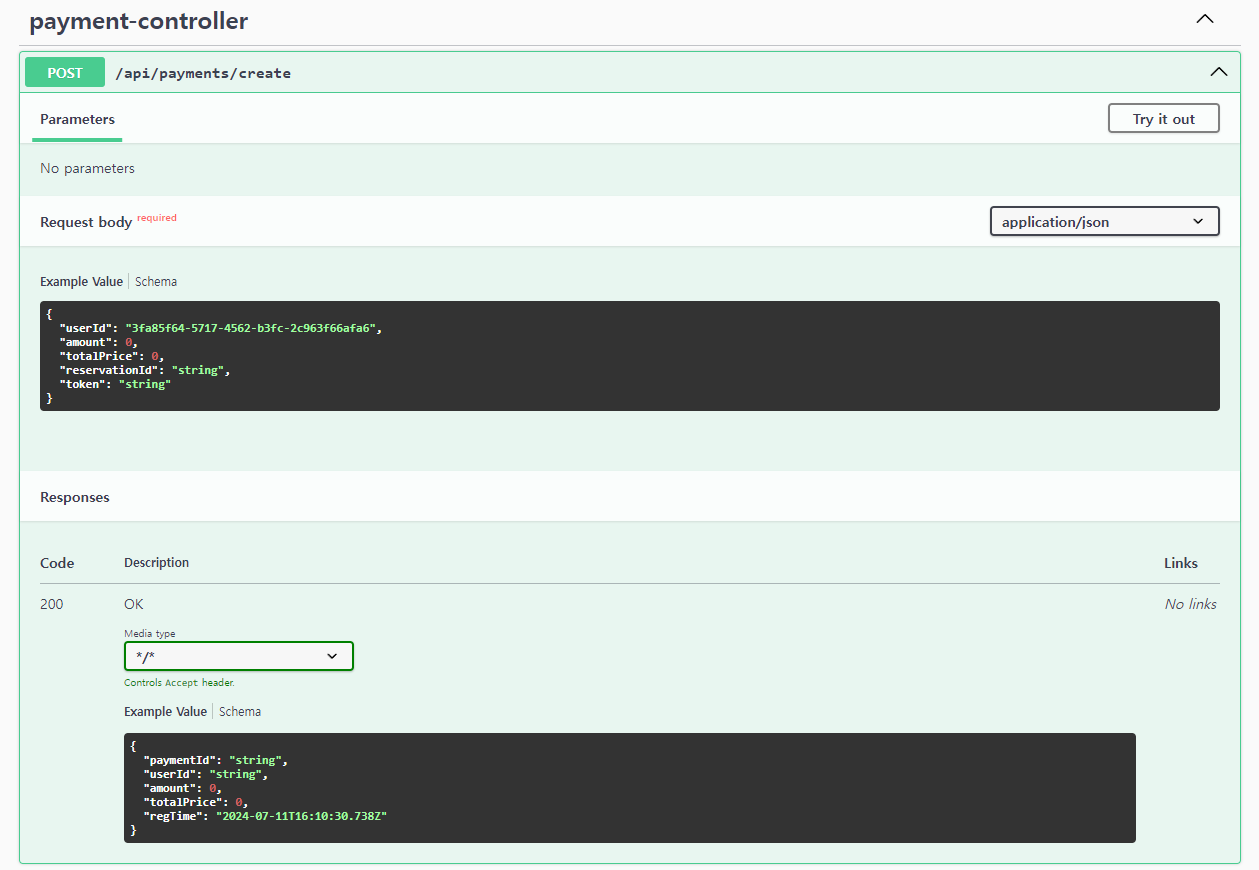 payment-controller
POST /api/payments/create
Parameters
Try it out
No parameters
Request body required
application/json
Example Value Schema
{
"userId": "3fa85f64-5717-4562-b3fc-2c963f66afa6",
"amount": 0,
"totalPrice": 0,
"reservationId": "string",
"token": "string"
}
Responses
Code Description Links
200 OK No links
Media type
*/*
Controls Accept header.
Example Value Schema
{
"paymentId": "string",
"userId": "string",
"amount": 0,
"totalPrice": 0,
"regTime": "2024-07-11T16:10:30.738Z"
}